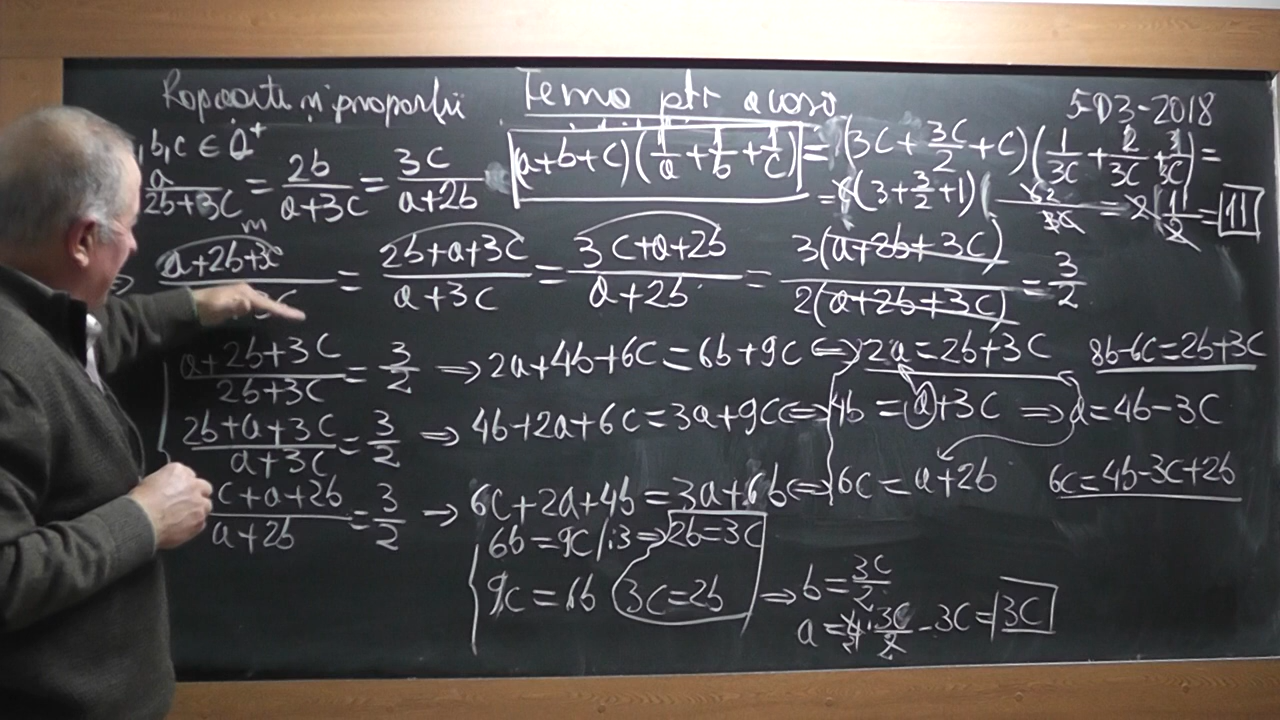 Rapoarte și proporții Temă ptr acasă 5-03-2018
a,b,c ∈ Q⁺
a/(2b+3c) = 2b/(a+3c) = 3c/(a+2b) (a+b+c)(1/a + 1/b + 1/c) = (3c + 3c/2 + c)(1/3c + 2/3c + 3/3c) =
= c(3 + 3/2 + 1) = 11
(a+2b+3c) = (2b+a+3c)/(a+3c) = (3c+a+2b)/(a+2b) = 3(a+2b+3c)/2(a+2b+3c) = 3/2
(a+2b+3c)/(2b+3c) = 3/2 ⇒ 2a+4b+6c = 6b+9c ⇔ 2a = 2b+3c 8b-6c=2b+3c
(2b+a+3c)/(a+3c) = 3/2 ⇒ 4b+2a+6c = 3a+9c ⇔ 4b = a+3c ⇒ a=4b-3c
c+a+2b/(a+2b) = 3/2 ⇒ 6c+2a+4b = 3a+6b ⇔ 6c = a+2b 6c=4b-3c+2b
6b=9c/:3 ⇒ 2b=3c
9c=6b 3c=2b ⇒ b=3c/2
a=4·3c/2 -3c = 3c